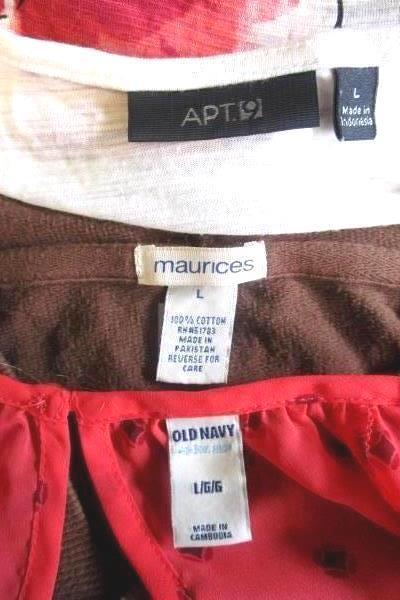 APT.9
L
Made in
Indonesia
maurices
L
100% COTTON
RN#51783
MADE IN
PAKISTAN
REVERSE FOR
CARE
OLD NAVY
L/G/G
MADE IN
CAMBODIA